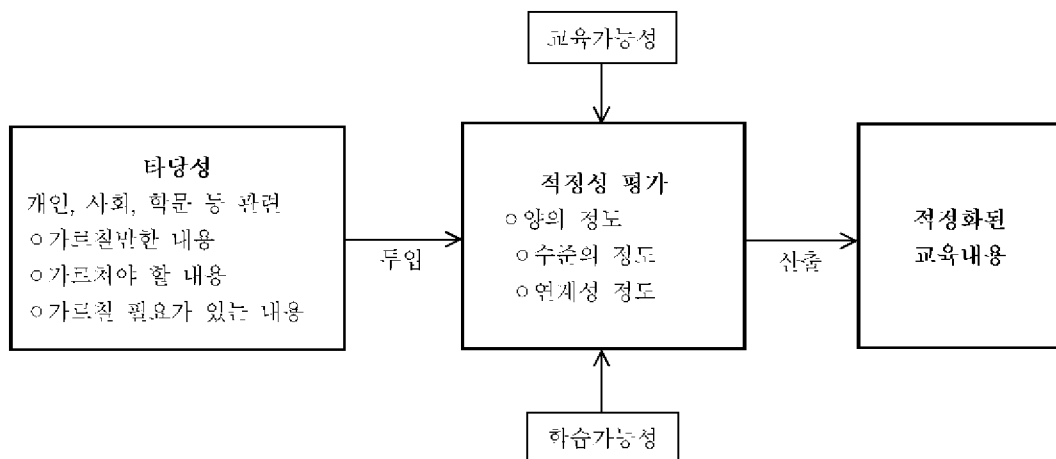 교육가능성
타당성
개인, 사회, 학문 등 관련
○가르칠만한 내용
○가르쳐야 할 내용
○가르칠 필요가 있는 내용
투입
적정성 평가
○양의 정도
○수준의 정도
○연계성 정도
산출
적정화된
교육내용
학습가능성